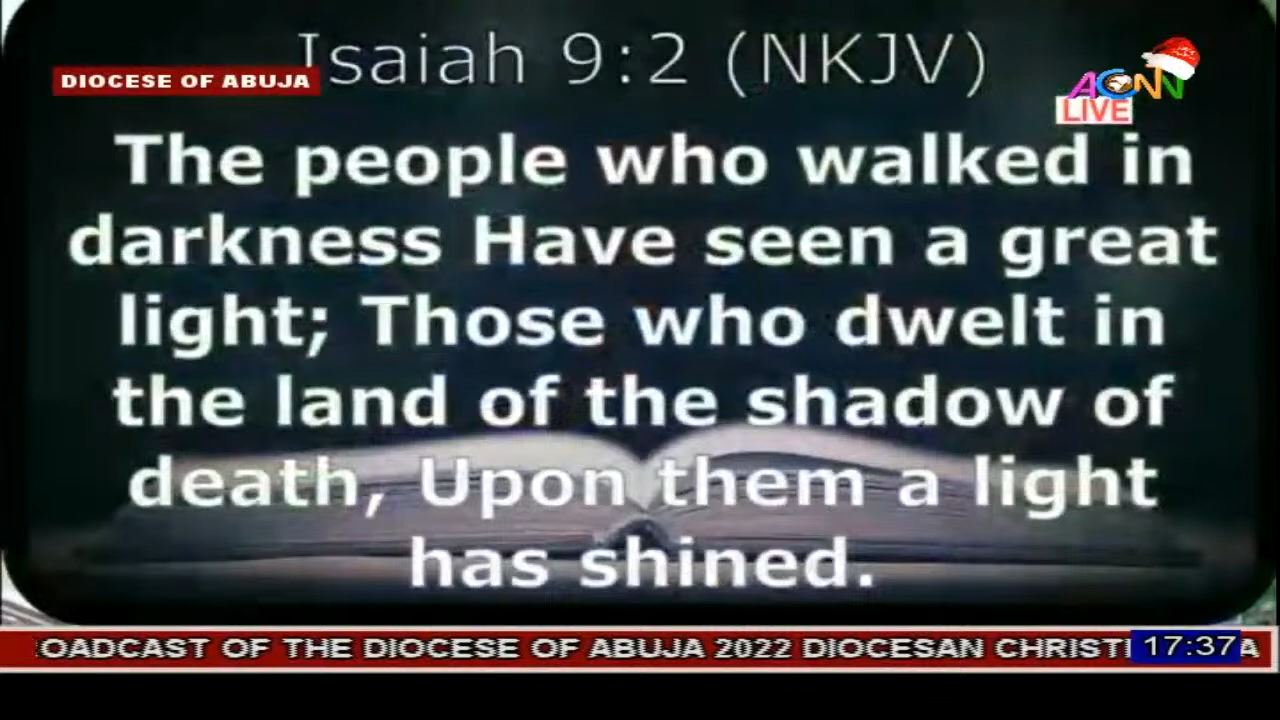 Isaiah 9:2 (NKJV)
DIOCESE OF ABUJA
ACNN
LIVE
The people who walked in
darkness Have seen a great
light; Those who dwelt in
the land of the shadow of
death, Upon them a light
has shined.
OADCAST OF THE DIOCESE OF ABUJA 2022 DIOCESAN CHRISTI
17:37
A